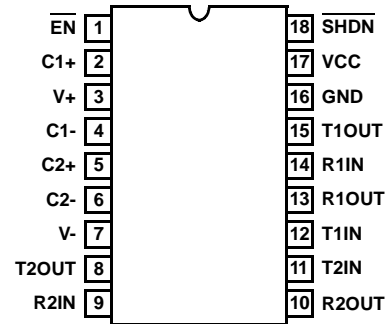 EN 1 18 SHDN
C1+ 2 17 VCC
V+ 3 16 GND
C1- 4 15 T1OUT
C2+ 5 14 R1IN
C2- 6 13 R1OUT
V- 7 12 T1IN
T2OUT 8 11 T2IN
R2IN 9 10 R2OUT